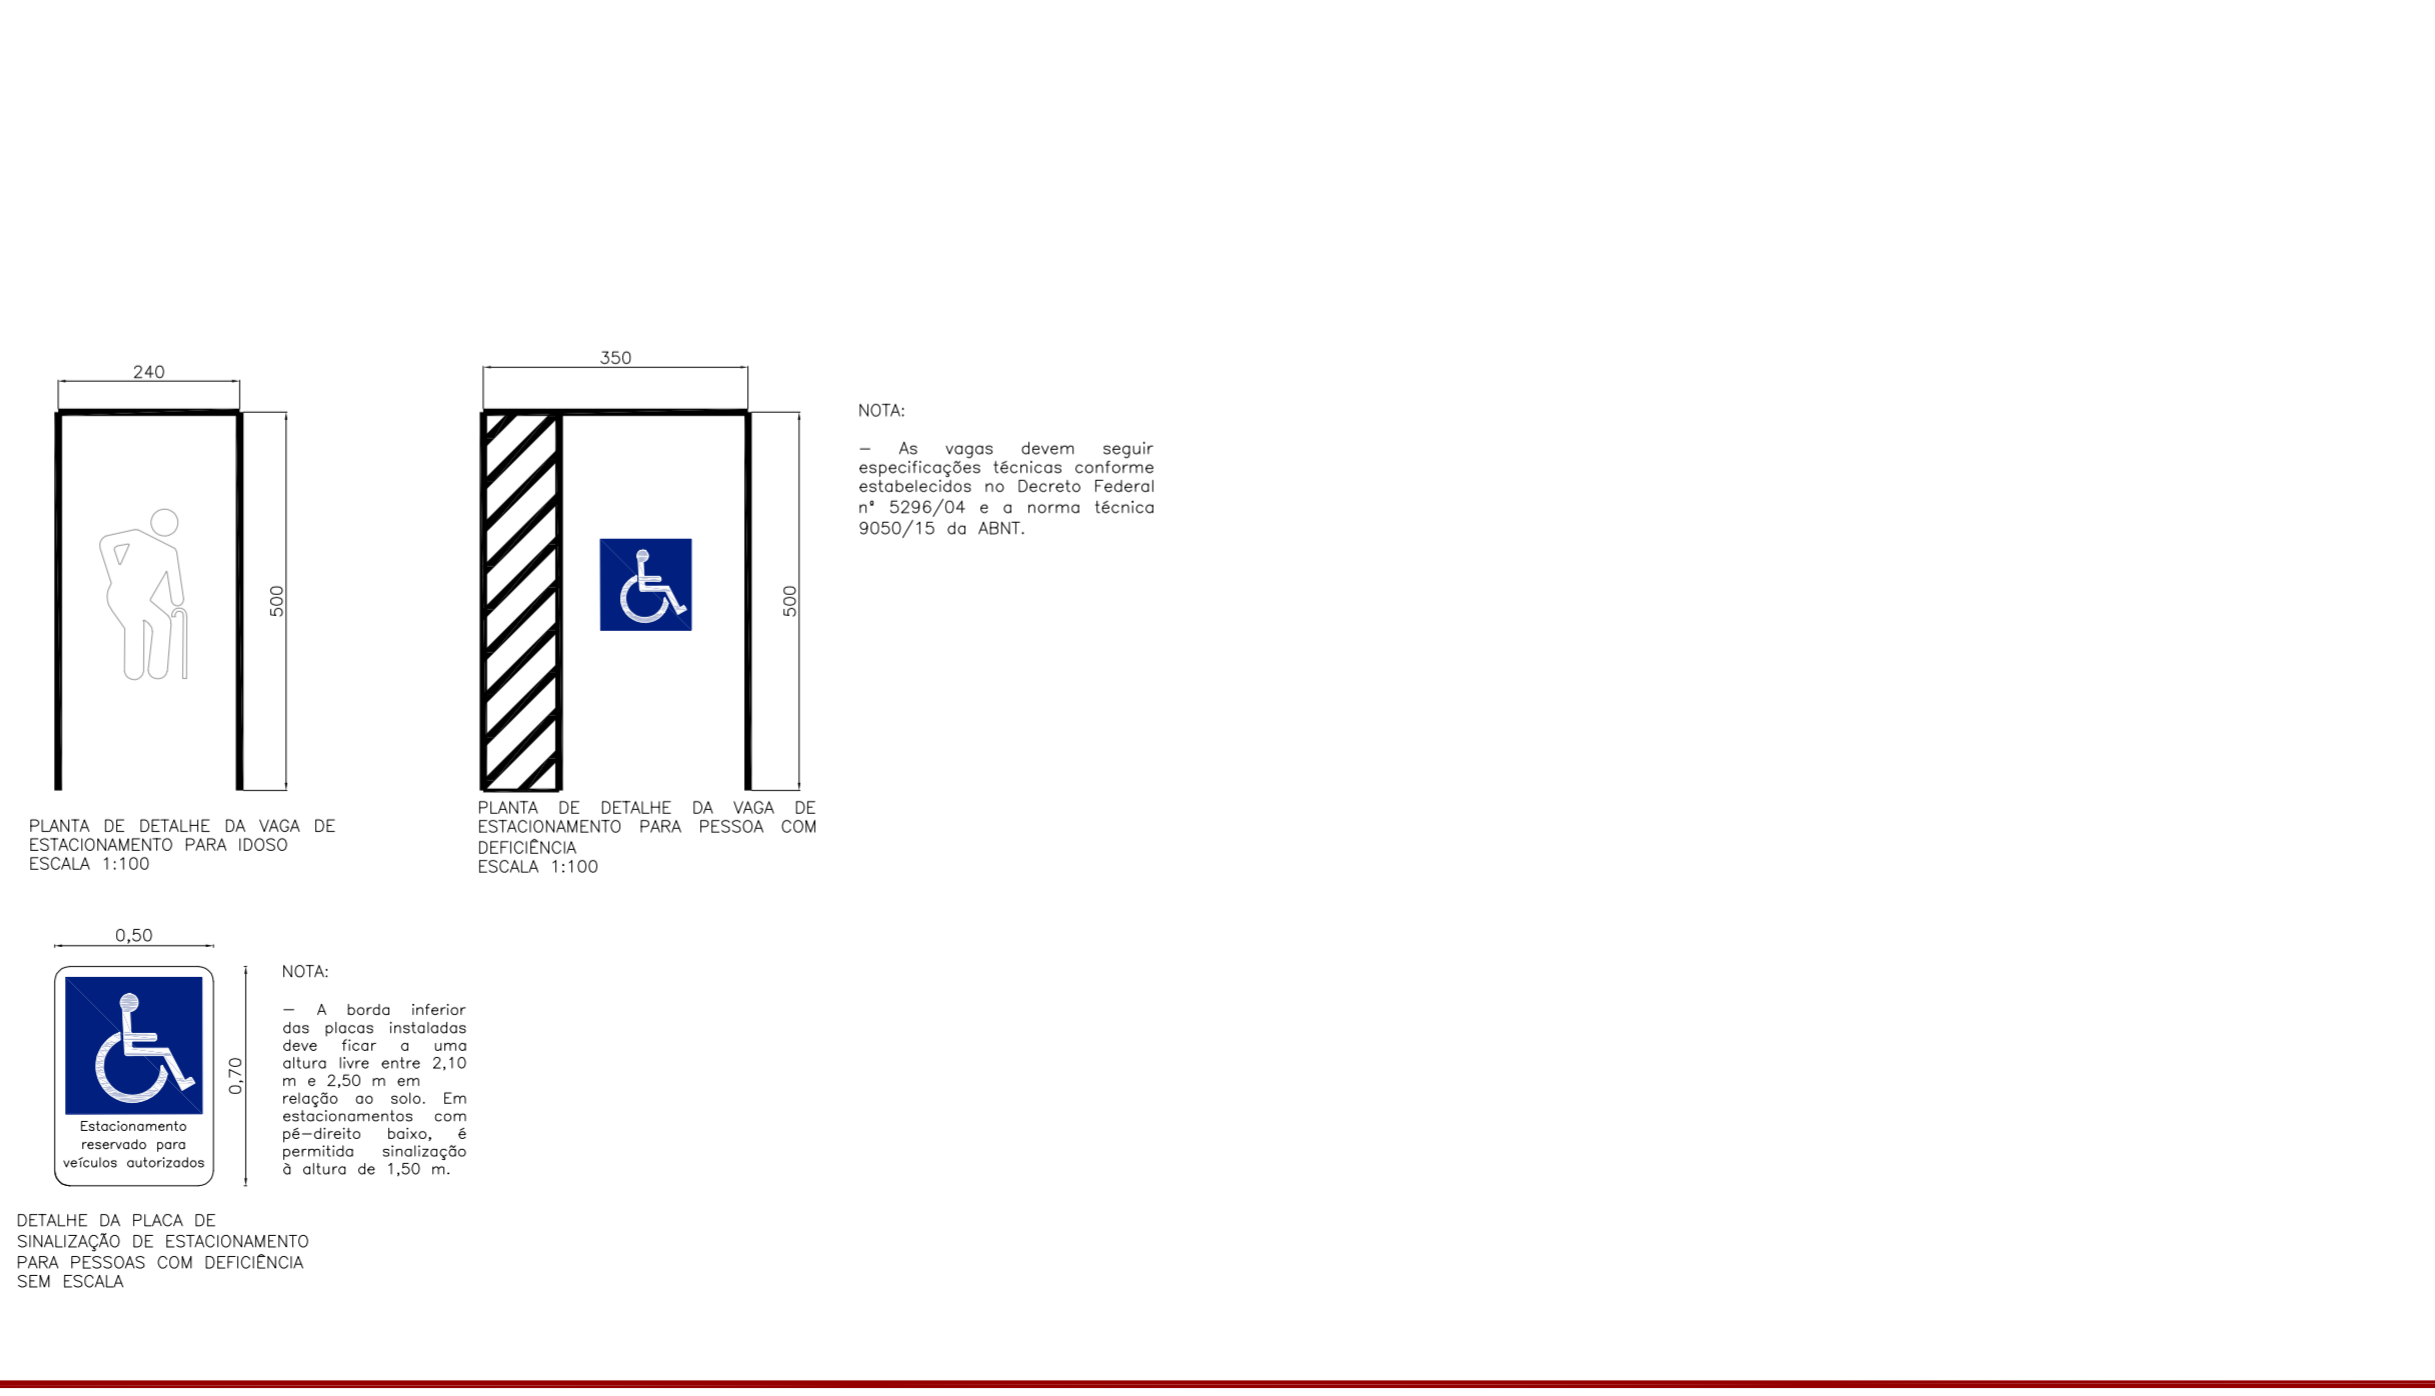 240
500
PLANTA DE DETALHE DA VAGA DE
ESTACIONAMENTO PARA IDOSO
ESCALA 1:100
350
500
PLANTA DE DETALHE DA VAGA DE
ESTACIONAMENTO PARA PESSOA COM
DEFICIÊNCIA
ESCALA 1:100
NOTA:
– As vagas devem seguir
especificações técnicas conforme
estabelecidos no Decreto Federal
n° 5296/04 e a norma técnica
9050/15 da ABNT.
0,50
0,70
Estacionamento
reservado para
veículos autorizados
DETALHE DA PLACA DE
SINALIZAÇÃO DE ESTACIONAMENTO
PARA PESSOAS COM DEFICIÊNCIA
SEM ESCALA
NOTA:
– A borda inferior
das placas instaladas
deve ficar a uma
altura livre entre 2,10
m e 2,50 m em
relação ao solo. Em
estacionamentos com
pé–direito baixo, é
permitida sinalização
à altura de 1,50 m.